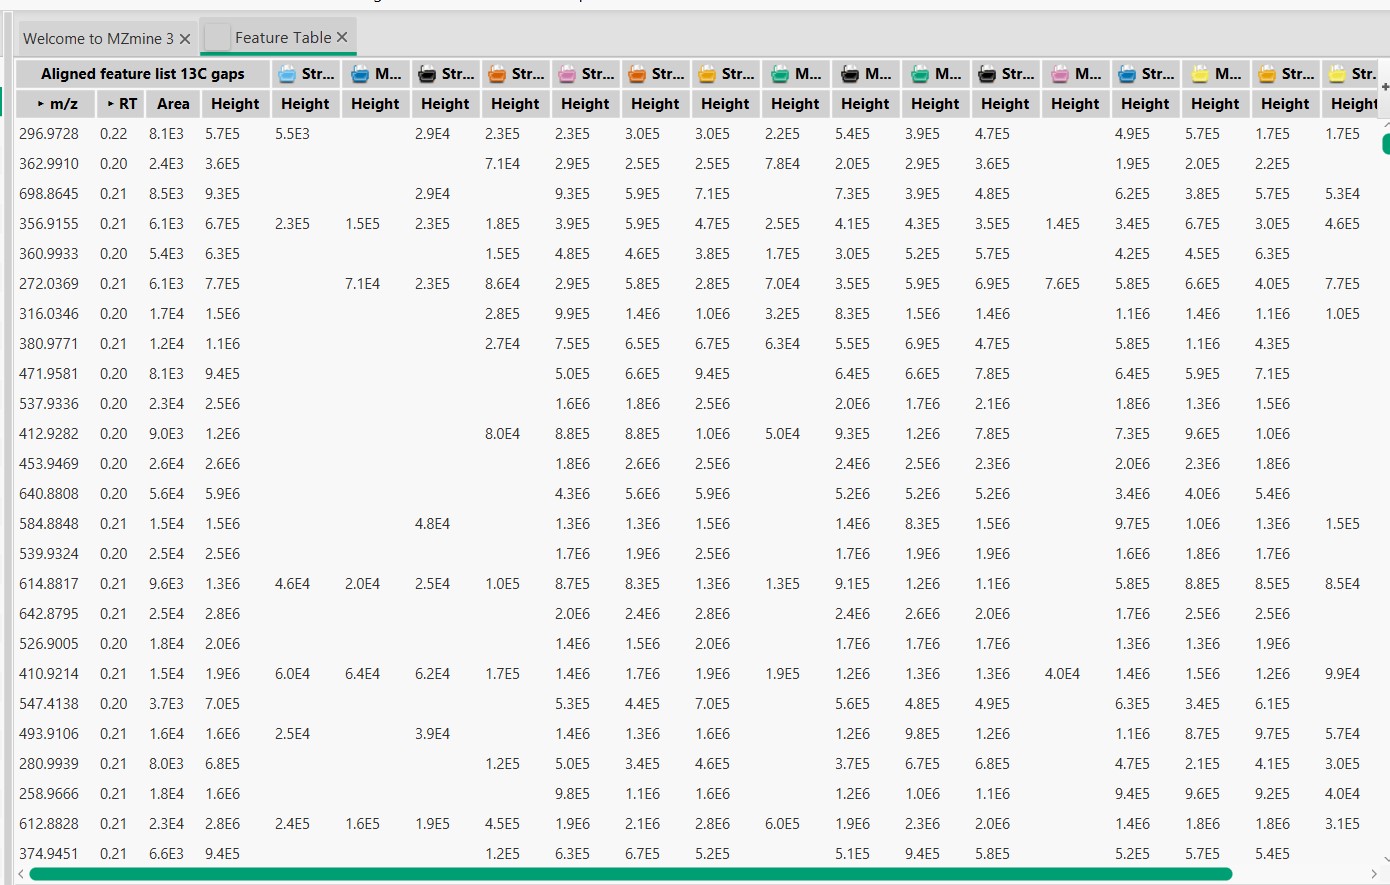 Welcome to MZmine 3 Feature Table
Aligned feature list 13C gaps Str... M... Str... Str... Str... Str... Str... M... M... M... Str... M... Str... M... Str... Str.
m/z RT Area Height Height Height Height Height Height Height Height Height Height Height Height Height Height Height Height Height
296.9728 0.22 8.1E3 5.7E5 5.5E3 2.9E4 2.3E5 2.3E5 3.0E5 3.0E5 2.2E5 5.4E5 3.9E5 4.7E5 4.9E5 5.7E5 1.7E5 1.7E5
362.9910 0.20 2.4E3 3.6E5 7.1E4 2.9E5 2.5E5 2.5E5 7.8E4 2.0E5 2.9E5 3.6E5 1.9E5 2.0E5 2.2E5
698.8645 0.21 8.5E3 9.3E5 2.9E4 9.3E5 5.9E5 7.1E5 7.3E5 3.9E5 4.8E5 6.2E5 3.8E5 5.7E5 5.3E4
356.9155 0.21 6.1E3 6.7E5 2.3E5 1.5E5 2.3E5 1.8E5 3.9E5 5.9E5 4.7E5 2.5E5 4.1E5 4.3E5 3.5E5 1.4E5 3.4E5 6.7E5 3.0E5 4.6E5
360.9933 0.20 5.4E3 6.3E5 1.5E5 4.8E5 4.6E5 3.8E5 1.7E5 3.0E5 5.2E5 5.7E5 4.2E5 4.5E5 6.3E5
272.0369 0.21 6.1E3 7.7E5 7.1E4 2.3E5 8.6E4 2.9E5 5.8E5 2.8E5 7.0E4 3.5E5 5.9E5 6.9E5 7.6E5 5.8E5 6.6E5 4.0E5 7.7E5
316.0346 0.20 1.7E4 1.5E6 2.8E5 9.9E5 1.4E6 1.0E6 3.2E5 8.3E5 1.5E6 1.4E6 1.1E6 1.4E6 1.1E6 1.0E5
380.9771 0.21 1.2E4 1.1E6 2.7E4 7.5E5 6.5E5 6.7E5 6.3E4 5.5E5 6.9E5 4.7E5 5.8E5 1.1E6 4.3E5
471.9581 0.20 8.1E3 9.4E5 5.0E5 6.6E5 9.4E5 6.4E5 6.6E5 7.8E5 6.4E5 5.9E5 7.1E5
537.9336 0.20 2.3E4 2.5E6 1.6E6 1.8E6 2.5E6 2.0E6 1.7E6 2.1E6 1.8E6 1.3E6 1.5E6
412.9282 0.20 9.0E3 1.2E6 8.0E4 8.8E5 8.8E5 1.0E6 5.0E4 9.3E5 1.2E6 7.8E5 7.3E5 9.6E5 1.0E6
453.9469 0.20 2.6E4 2.6E6 1.8E6 2.6E6 2.5E6 2.4E6 2.5E6 2.3E6 2.0E6 2.3E6 1.8E6
640.8808 0.20 5.6E4 5.9E6 4.3E6 5.6E6 5.9E6 5.2E6 5.2E6 5.2E6 3.4E6 4.0E6 5.4E6
584.8848 0.21 1.5E4 1.5E6 4.8E4 1.3E6 1.3E6 1.5E6 1.4E6 8.3E5 1.5E6 9.7E5 1.0E6 1.3E6 1.5E5
539.9324 0.20 2.5E4 2.5E6 1.7E6 1.9E6 2.5E6 1.7E6 1.9E6 1.9E6 1.6E6 1.8E6 1.7E6
614.8817 0.21 9.6E3 1.3E6 4.6E4 2.0E4 2.5E4 1.0E5 8.7E5 8.3E5 1.3E6 1.3E5 9.1E5 1.2E6 1.1E6 5.8E5 8.8E5 8.5E5 8.5E4
642.8795 0.21 2.5E4 2.8E6 2.0E6 2.4E6 2.8E6 2.4E6 2.6E6 2.0E6 1.7E6 2.5E6 2.5E6
526.9005 0.20 1.8E4 2.0E6 1.4E6 1.5E6 2.0E6 1.7E6 1.7E6 1.7E6 1.3E6 1.3E6 1.9E6
410.9214 0.21 1.5E4 1.9E6 6.0E4 6.4E4 6.2E4 1.7E5 1.4E6 1.7E6 1.9E6 1.9E5 1.2E6 1.3E6 1.3E6 4.0E4 1.4E6 1.5E6 1.2E6 9.9E4
547.4138 0.20 3.7E3 7.0E5 5.3E5 4.4E5 7.0E5 5.6E5 4.8E5 4.9E5 6.3E5 3.4E5 6.1E5
493.9106 0.21 1.6E4 1.6E6 2.5E4 3.9E4 1.4E6 1.3E6 1.6E6 1.2E6 9.8E5 1.2E6 1.1E6 8.7E5 9.7E5 5.7E4
280.9939 0.21 8.0E3 6.8E5 1.2E5 5.0E5 3.4E5 4.6E5 3.7E5 6.7E5 6.8E5 4.7E5 2.1E5 4.1E5 3.0E5
258.9666 0.21 1.8E4 1.6E6 9.8E5 1.1E6 1.6E6 1.2E6 1.0E6 1.1E6 9.4E5 9.6E5 9.2E5 4.0E4
612.8828 0.21 2.3E4 2.8E6 2.4E5 1.6E5 1.9E5 4.5E5 1.9E6 2.1E6 2.8E6 6.0E5 1.9E6 2.3E6 2.0E6 1.4E6 1.8E6 1.8E6 3.1E5
374.9451 0.21 6.6E3 9.4E5 1.2E5 6.3E5 6.7E5 5.2E5 5.1E5 9.4E5 5.8E5 5.2E5 5.7E5 5.4E5